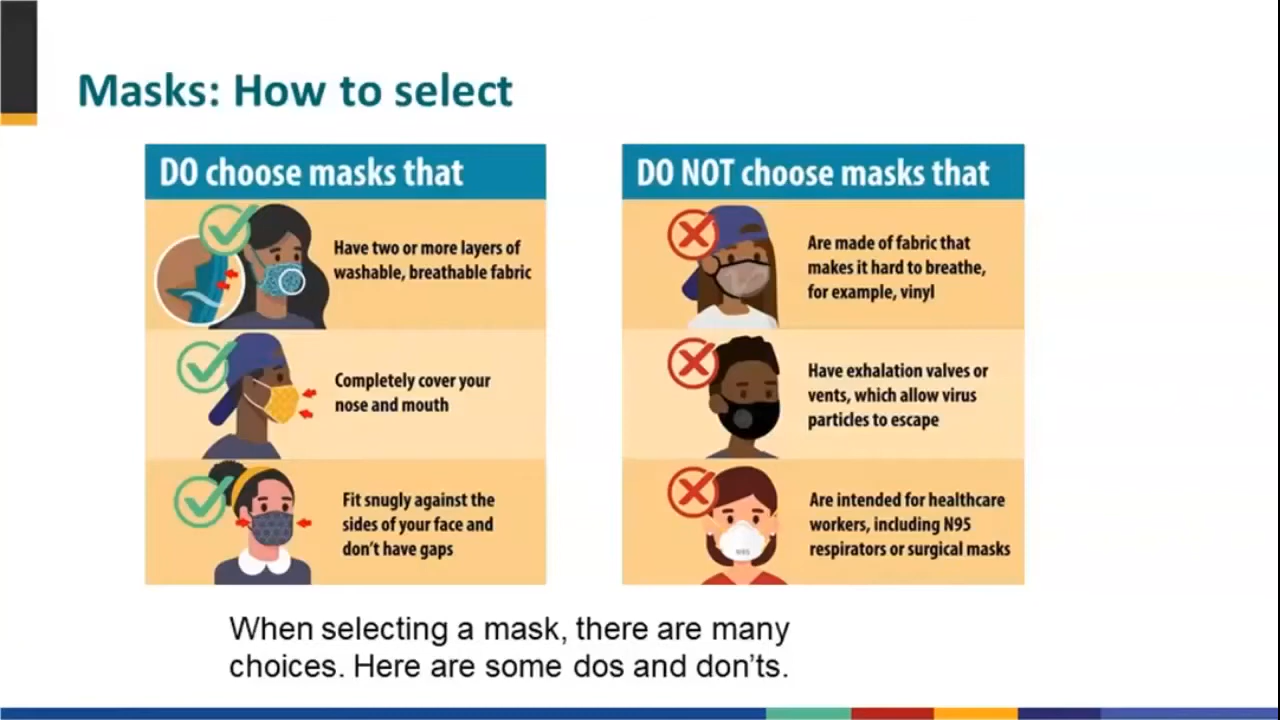 Masks: How to select
DO choose masks that
Have two or more layers of
washable, breathable fabric
Completely cover your
nose and mouth
Fit snugly against the
sides of your face and
don't have gaps
DO NOT choose masks that
Are made of fabric that
makes it hard to breathe,
for example, vinyl
Have exhalation valves or
vents, which allow virus
particles to escape
N95
Are intended for healthcare
workers, including N95
respirators or surgical masks
When selecting a mask, there are many
choices. Here are some dos and don'ts.